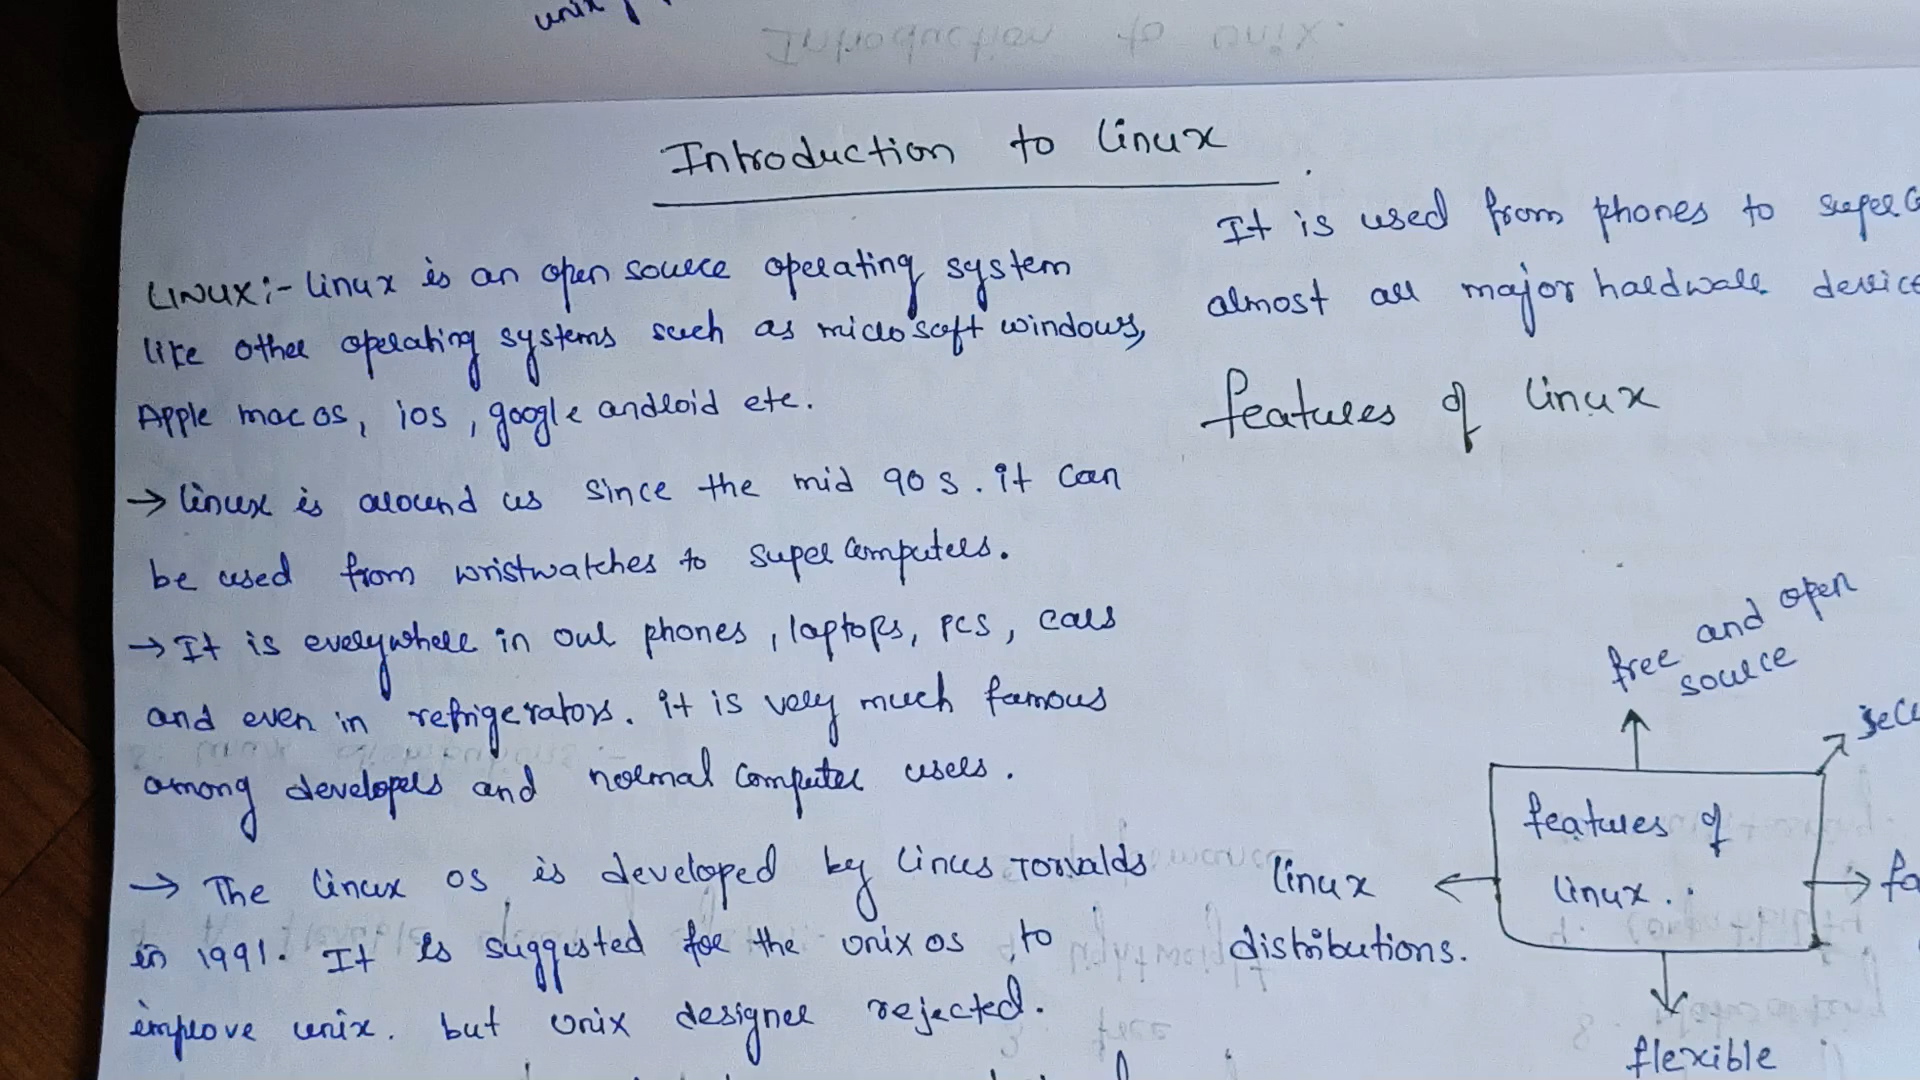 unix
Introduction to linux
LINUX:- linux is an open source operating system
like other operating systems such as microsoft windows,
Apple mac os, ios, google android etc.
→ linux is around us since the mid 90s. it can
be used from wristwatches to super computers.
→ It is everywhere in our phones, laptops, pcs, cars
and even in refrigerators. it is very much famous
among developers and normal computer users.
→ The linux os is developed by Linus Torvalds
in 1991. It is suggested for the unix os to
improve unix. but unix designer rejected.
It is used from phones to super
almost all major hardware device
features of linux
free and open
source
features of
linux.
linux
distributions.
flexible